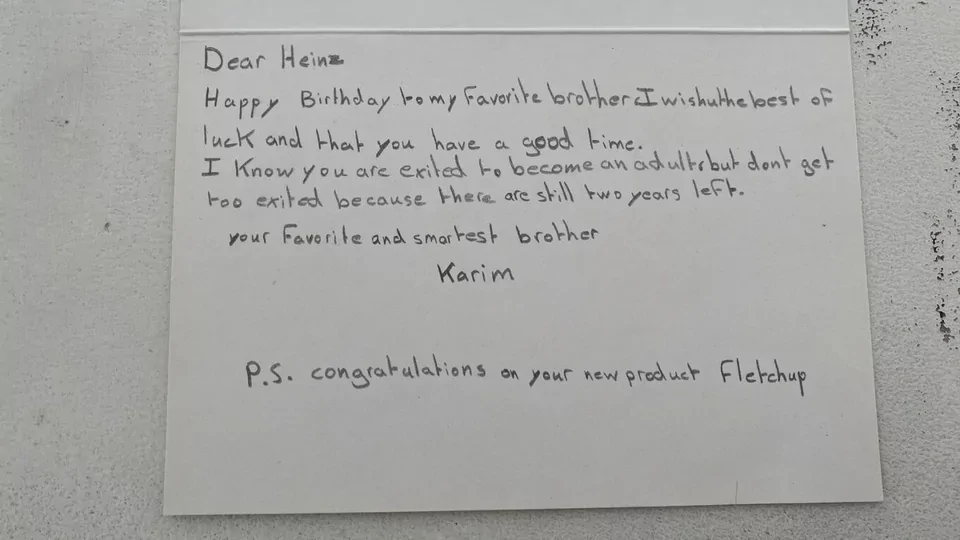 Dear Heinz
Happy Birthday to my Favorite brother. I wish u the best of
luck and that you have a good time.
I Know you are exited to become an adult, but dont get
too exited because there are still two years left.
your Favorite and smartest brother
Karim
P.S. congratulations on your new product Fletchup